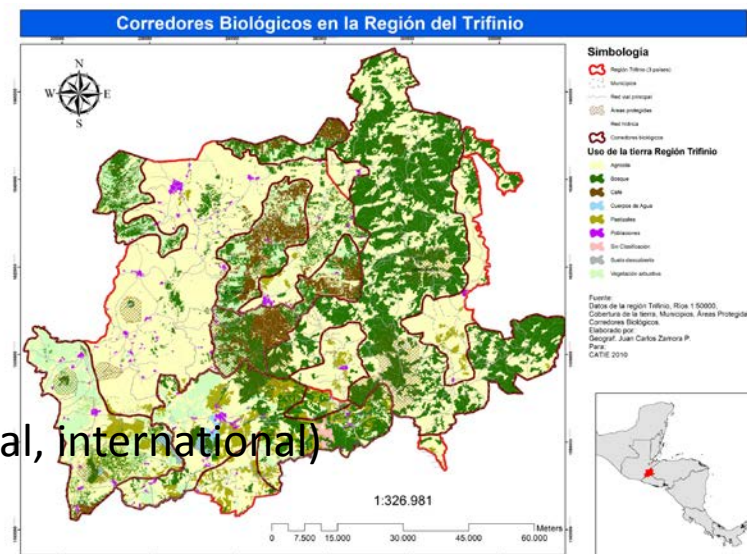 Corredores Biológicos en la Región del Trifinio
N
W
E
S
Simbología
Región Trifinio (3 países)
Municipios
Red vial principal
Áreas protegidas
Red hídrica
Corredores biológicos
Uso de la tierra Región Trifinio
Agrícola
Bosque
Café
Cuerpos de Agua
Pastizales
Poblaciones
Sin Clasificación
Suelo descubierto
Vegetación arbustiva
Fuente:
Datos de la región Trifinio, Ríos 1:50000,
Cobertura de la tierra, Municipios, Áreas Protegida
Corredores Biológicos.
Elaborado por:
Geograf. Juan Carlos Zamora P.
Para:
CATIE 2010
al, international)
1:326.981
Meters
0 7.500 15.000 30.000 45.000 60.000